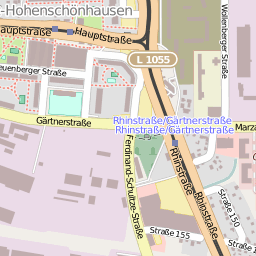 -Hohenschönhausen
auptstraße
Hauptstraße
L 1055
Wollenberger Straße
euenberger Straße
Gärtnerstraße
Rhinstraße/Gärtnerstraße
Rhinstraße/Gärtnerstraße
Marza
Ferdinand-Schultze-Straße
Rhinstraße
Rhinstraße
Straße 150
Straße 155